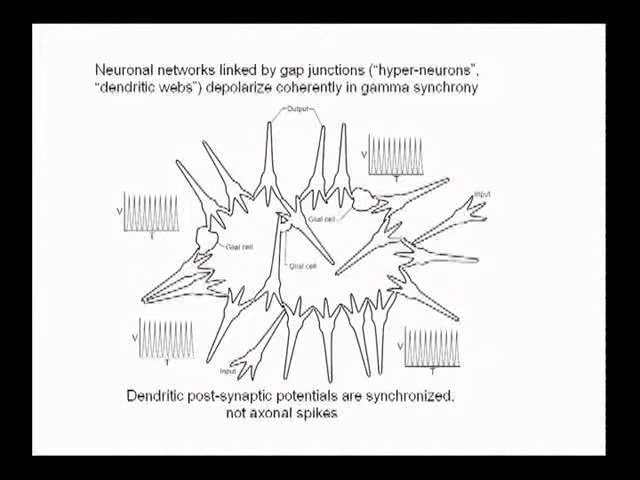 Neuronal networks linked by gap junctions ("hyper-neurons",
"dendritic webs") depolarize coherently in gamma synchrony
Output
V
T
Input
V
T
Glial cell
Glial cell
Glial cell
V
T
V
T
Input
Dendritic post-synaptic potentials are synchronized,
not axonal spikes